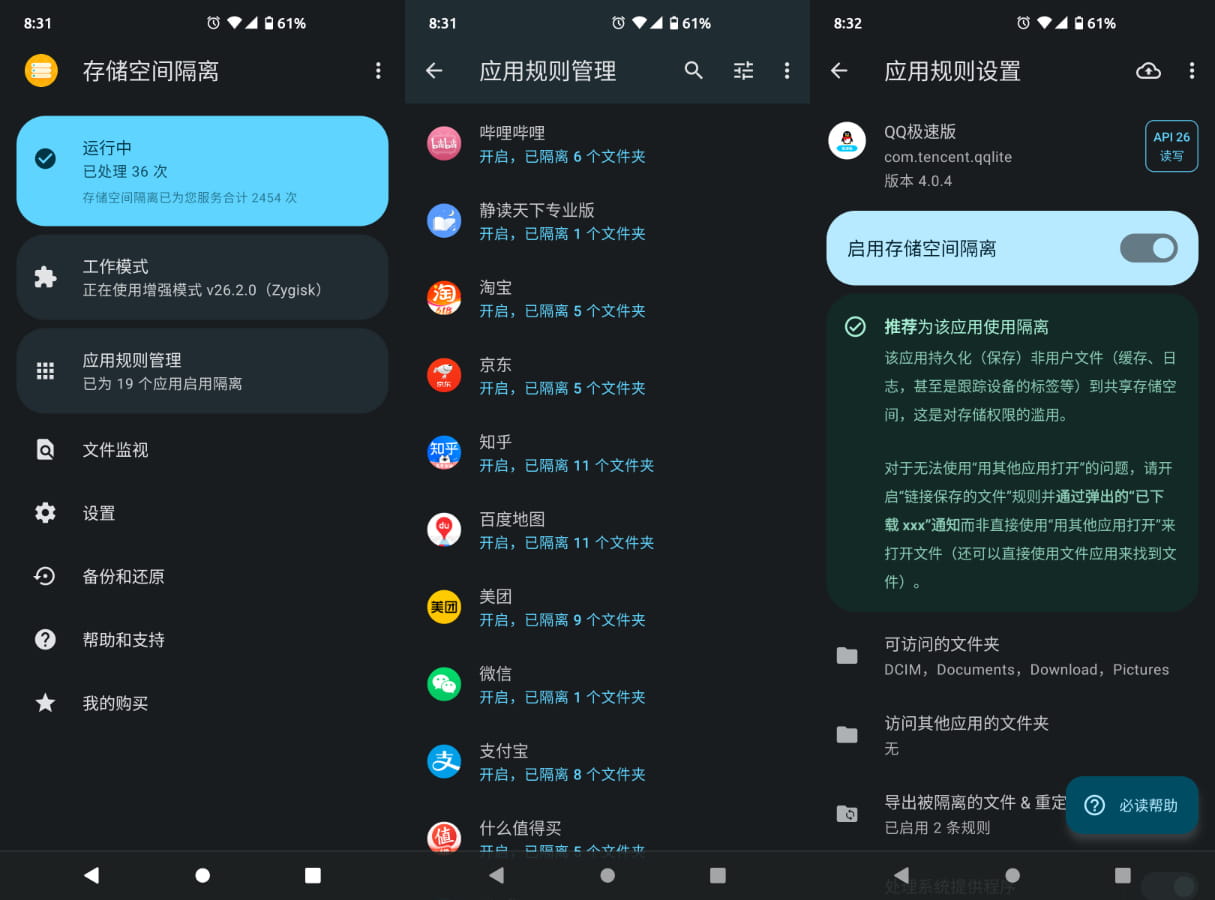 8:31
61%
存储空间隔离
运行中
已处理 36 次
存储空间隔离已为您服务合计 2454 次
工作模式
正在使用增强模式 v26.2.0（Zygisk）
应用规则管理
已为 19 个应用启用隔离
文件监视
设置
备份和还原
帮助和支持
我的购买
8:31
61%
应用规则管理
bilibili
哔哩哔哩
开启，已隔离 6 个文件夹
静读天下专业版
开启，已隔离 1 个文件夹
淘
淘宝
开启，已隔离 5 个文件夹
京东
京东
开启，已隔离 5 个文件夹
知乎
知乎
开启，已隔离 11 个文件夹
du
百度地图
开启，已隔离 11 个文件夹
美团
美团
开启，已隔离 9 个文件夹
微信
开启，已隔离 1 个文件夹
支
支付宝
开启，已隔离 8 个文件夹
值
什么值得买
开启，已隔离 5 个文件夹
8:32
61%
应用规则设置
QQ极速版
com.tencent.qqlite
版本 4.0.4
API 26
读写
启用存储空间隔离
推荐为该应用使用隔离
该应用持久化（保存）非用户文件（缓存、日
志，甚至是跟踪设备的标签等）到共享存储空
间，这是对存储权限的滥用。
对于无法使用“用其他应用打开”的问题，请开
启“链接保存的文件”规则并通过弹出的“已下
载 xxx”通知而非直接使用“用其他应用打开”来
打开文件（还可以直接使用文件应用来找到文
件）。
可访问的文件夹
DCIM，Documents，Download，Pictures
访问其他应用的文件夹
无
导出被隔离的文件 & 重定
已启用 2 条规则
必读帮助
处理系统提供程序